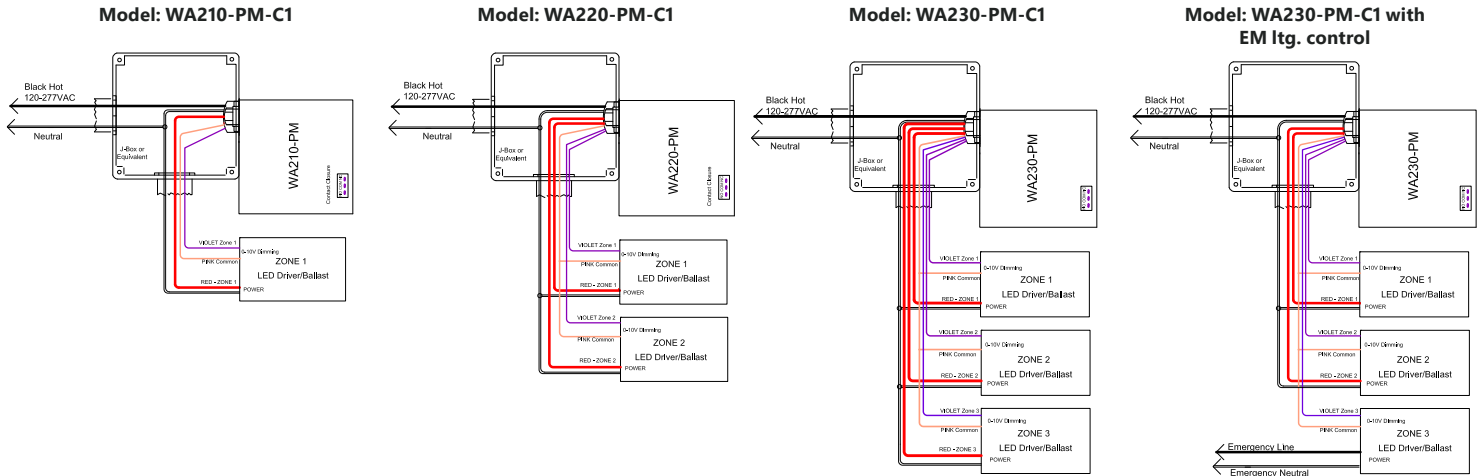 Model: WA210-PM-C1
Black Hot
120-277VAC
Neutral
J-Box or
Equivalent
WA210-PM
Contact Closure
VIOLET Zone 1
0-10V Dimming
PINK Common
ZONE 1
LED Driver/Ballast
RED - ZONE 1
POWER
Model: WA220-PM-C1
Black Hot
120-277VAC
Neutral
J-Box or
Equivalent
WA220-PM
Contact Closure
VIOLET Zone 1
0-10V Dimming
PINK Common
ZONE 1
LED Driver/Ballast
RED - ZONE 1
POWER
VIOLET Zone 2
0-10V Dimming
PINK Common
ZONE 2
LED Driver/Ballast
RED - ZONE 2
POWER
Model: WA230-PM-C1
Black Hot
120-277VAC
Neutral
J-Box or
Equivalent
WA230-PM
VIOLET Zone 1
0-10V Dimming
PINK Common
ZONE 1
LED Driver/Ballast
RED - ZONE 1
POWER
VIOLET Zone 2
0-10V Dimming
PINK Common
ZONE 2
LED Driver/Ballast
RED - ZONE 2
POWER
VIOLET Zone 3
0-10V Dimming
PINK Common
ZONE 3
LED Driver/Ballast
RED - ZONE 3
POWER
Model: WA230-PM-C1 with
EM ltg. control
Black Hot
120-277VAC
Neutral
J-Box or
Equivalent
WA230-PM
VIOLET Zone 1
0-10V Dimming
PINK Common
ZONE 1
LED Driver/Ballast
RED - ZONE 1
POWER
VIOLET Zone 2
0-10V Dimming
PINK Common
ZONE 2
LED Driver/Ballast
RED - ZONE 2
POWER
VIOLET Zone 3
0-10V Dimming
PINK Common
ZONE 3
LED Driver/Ballast
Emergency Line
POWER
Emergency Neutral